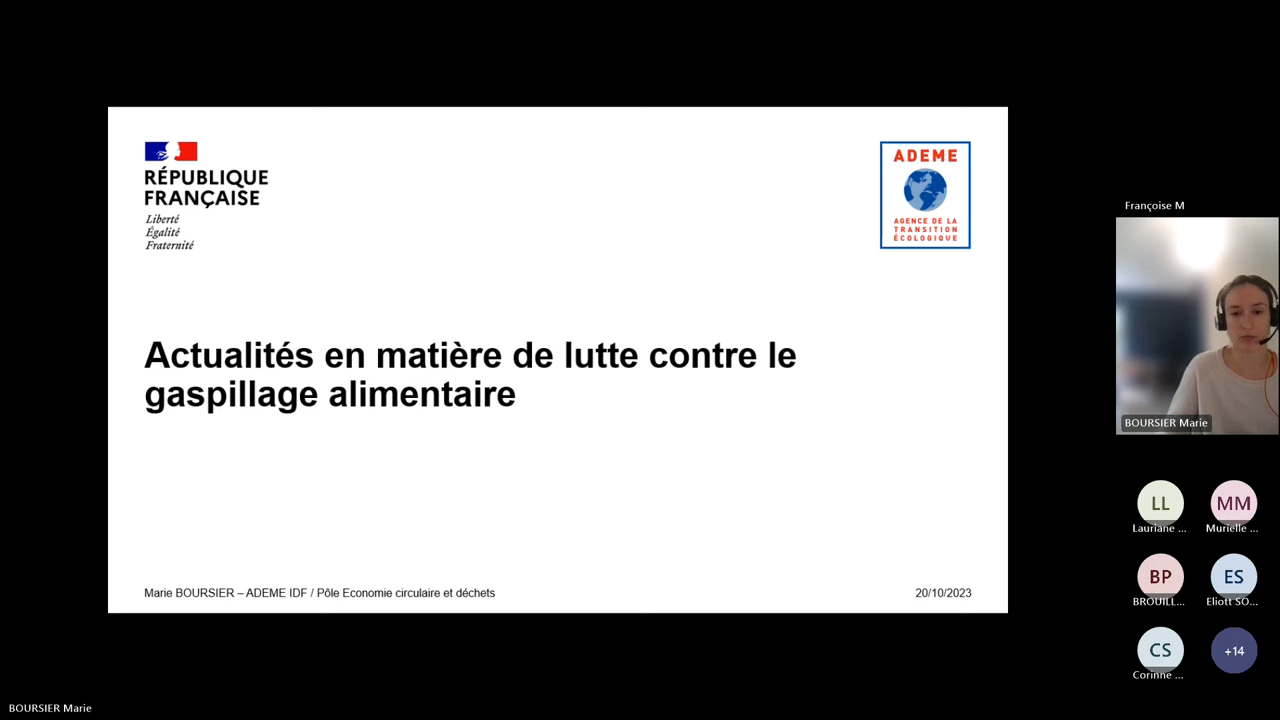 RÉPUBLIQUE
FRANÇAISE
Liberté
Égalité
Fraternité
ADEME
AGENCE DE LA
TRANSITION
ÉCOLOGIQUE
Actualités en matière de lutte contre le
gaspillage alimentaire
Marie BOURSIER – ADEME IDF / Pôle Economie circulaire et déchets
20/10/2023
Françoise M
BOURSIER Marie
LL
Lauriane ...
MM
Murielle ...
BP
BROUILL...
ES
Eliott SO...
CS
Corinne ...
+14
BOURSIER Marie